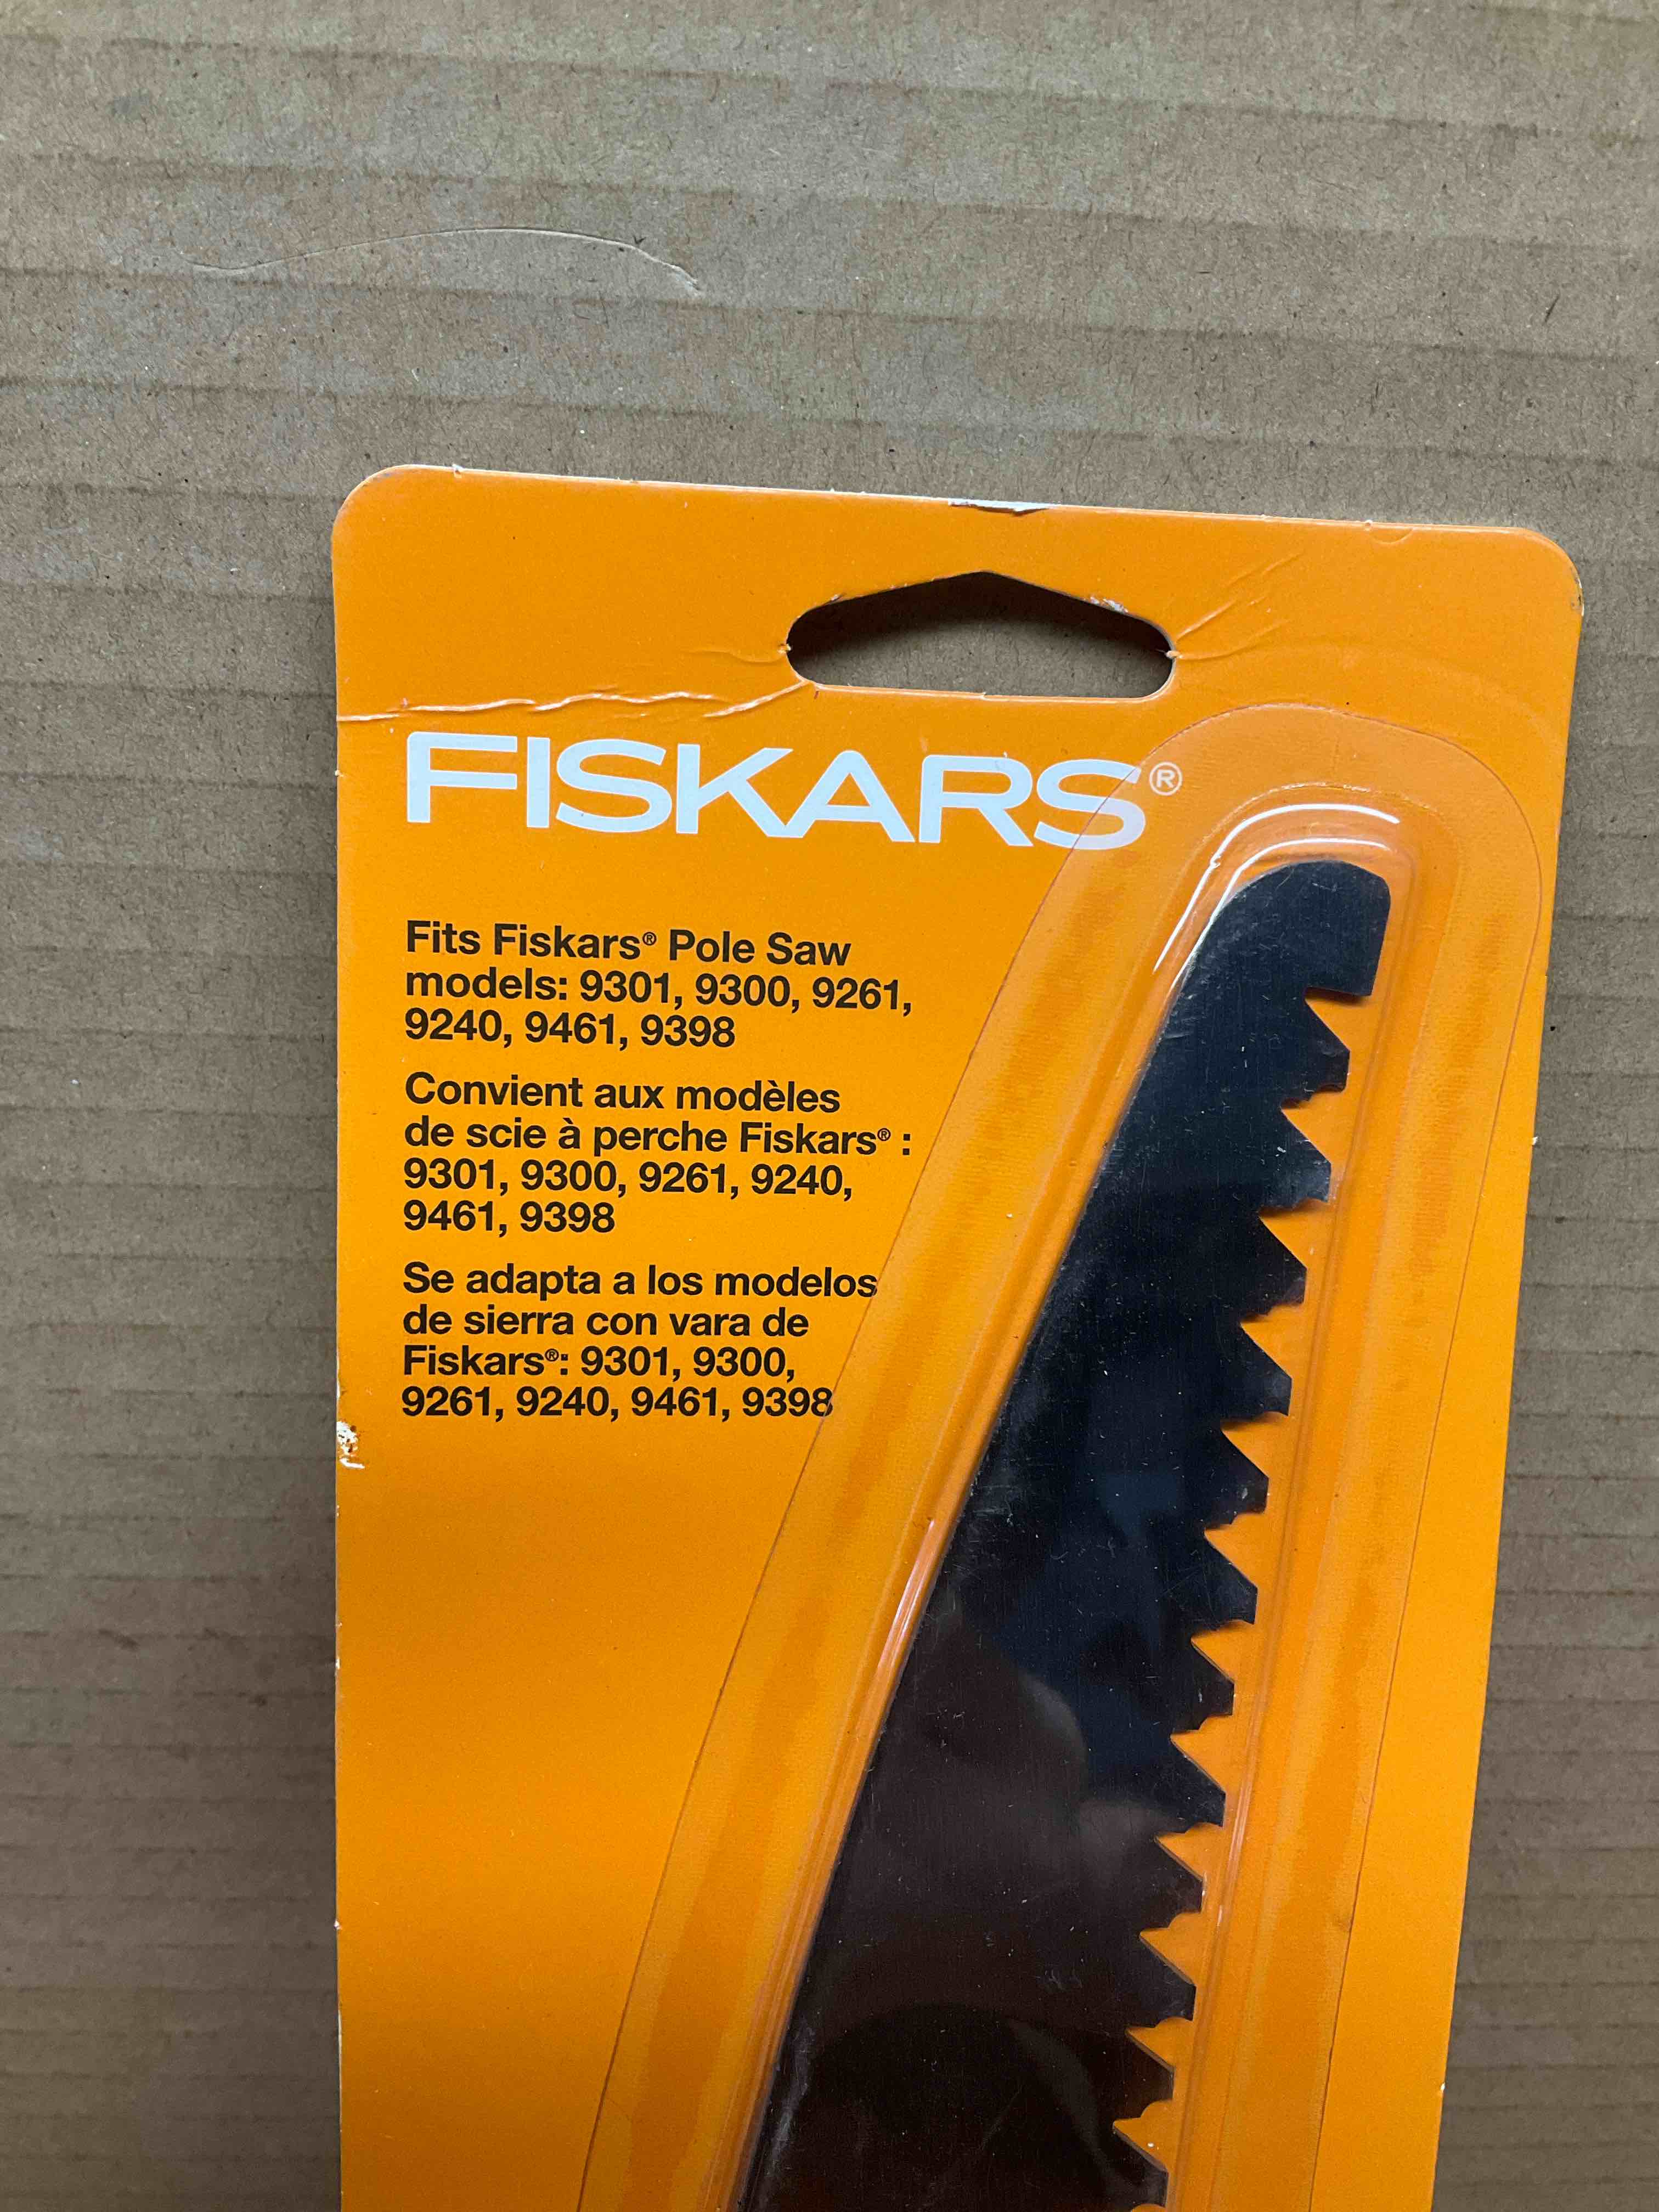 FISKARS®
Fits Fiskars® Pole Saw
models: 9301, 9300, 9261,
9240, 9461, 9398
Convient aux modèles
de scie à perche Fiskars® :
9301, 9300, 9261, 9240,
9461, 9398
Se adapta a los modelos
de sierra con vara de
Fiskars®: 9301, 9300,
9261, 9240, 9461, 9398